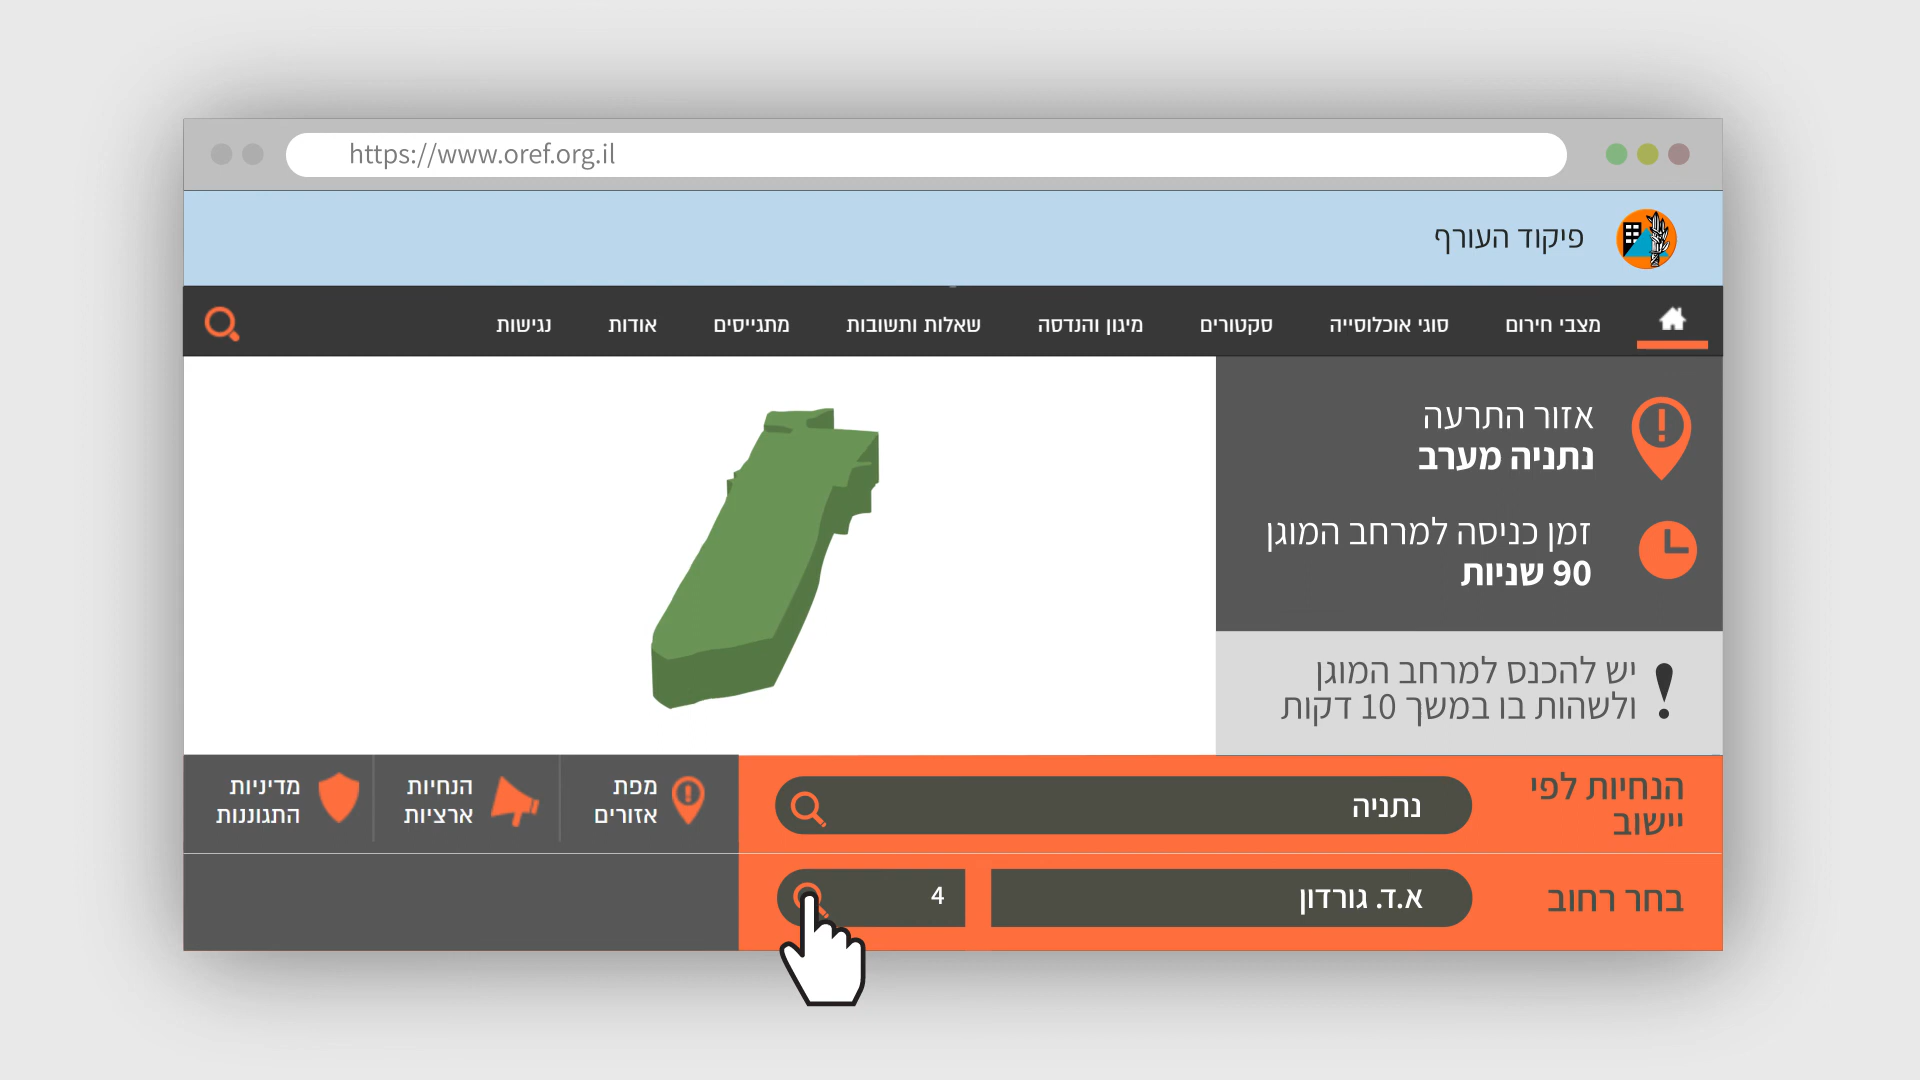 https://www.oref.org.il
פיקוד העורף
מצבי חירום
סוגי אוכלוסייה
סקטורים
מיגון והנדסה
שאלות ותשובות
מתגייסים
אודות
נגישות
אזור התרעה
נתניה מערב
זמן כניסה למרחב המוגן
90 שניות
יש להכנס למרחב המוגן
ולשהות בו במשך 10 דקות
הנחיות לפי
יישוב
נתניה
בחר רחוב
א.ד. גורדון
4
מפת
אזורים
הנחיות
ארציות
מדיניות
התגוננות